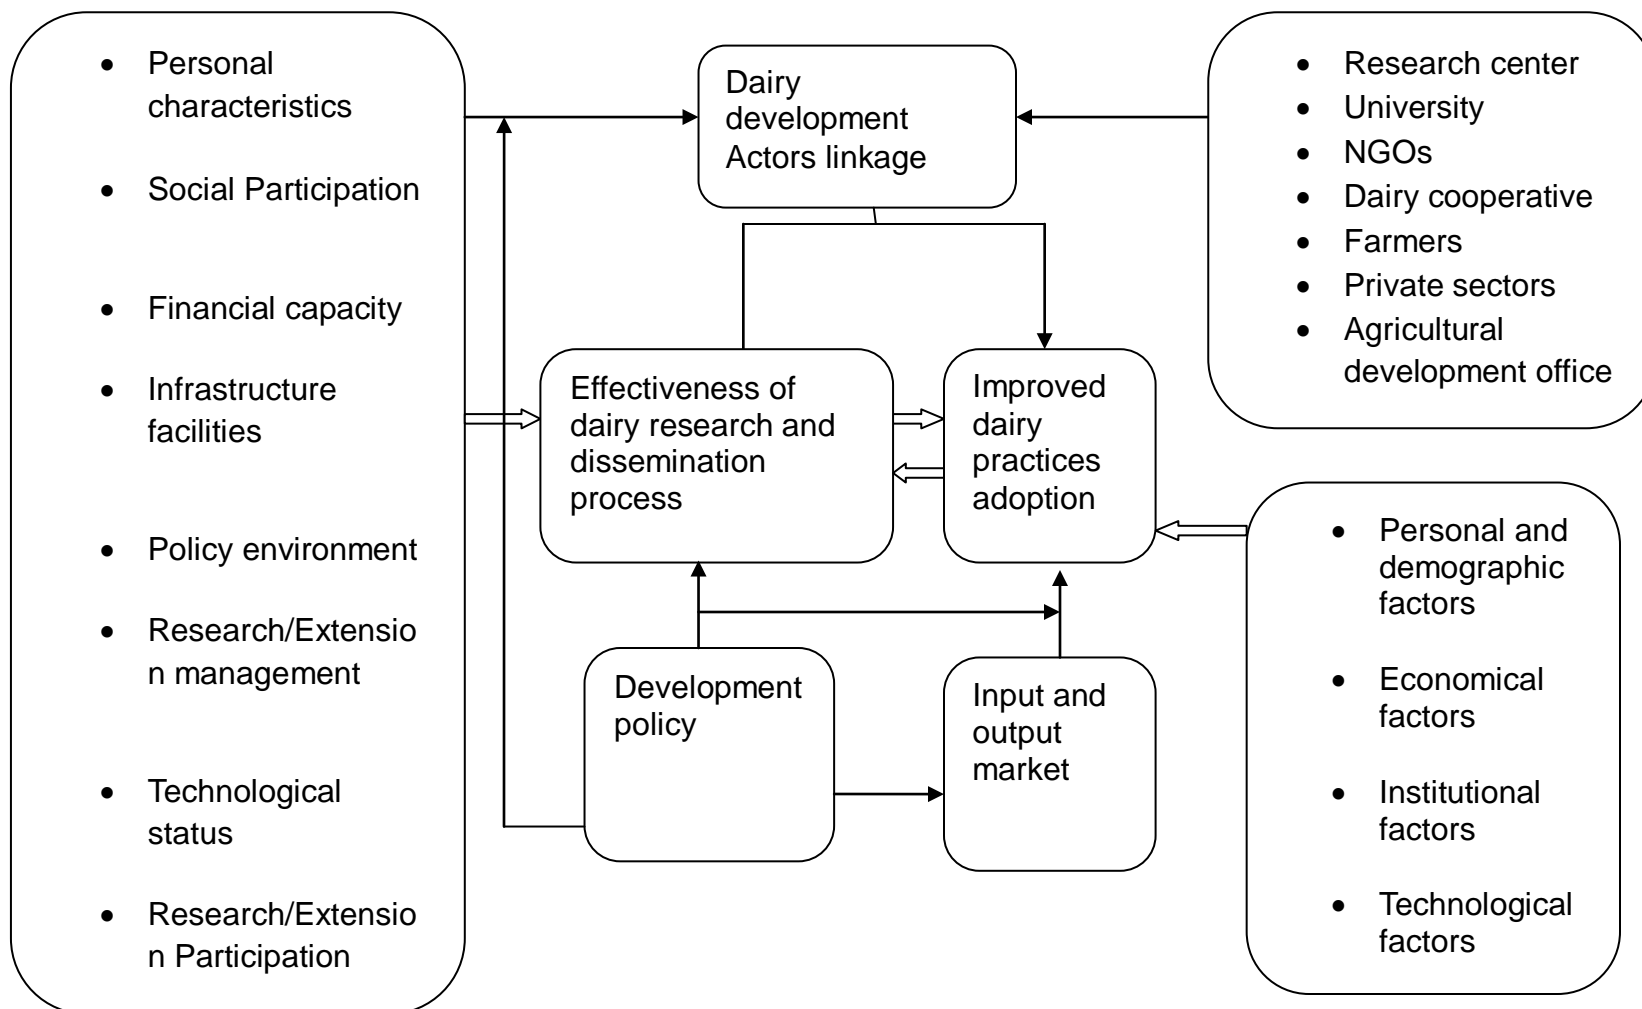 • Personal
characteristics
• Social Participation
• Financial capacity
• Infrastructure
facilities
• Policy environment
• Research/Extensio
n management
• Technological
status
• Research/Extensio
n Participation
Dairy
development
Actors linkage
Effectiveness of
dairy research and
dissemination
process
Improved
dairy
practices
adoption
Development
policy
Input and
output
market
• Research center
• University
• NGOs
• Dairy cooperative
• Farmers
• Private sectors
• Agricultural
development office
• Personal and
demographic
factors
• Economical
factors
• Institutional
factors
• Technological
factors